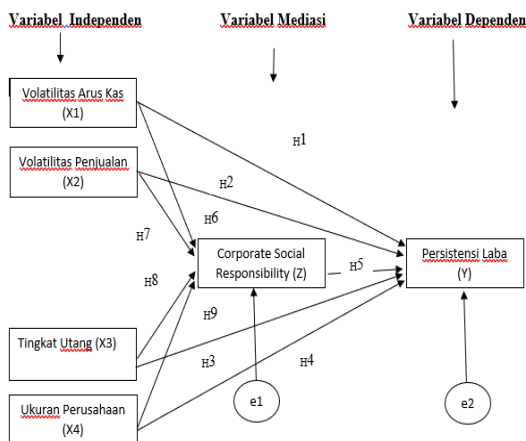 Variabel Independen
Variabel Mediasi
Variabel Dependen
Volatilitas Arus Kas
(X1)
H1
Volatilitas Penjualan
(X2)
H2
H6
H7
Corporate Social
Responsibility (Z)
H5
Persistensi Laba
(Y)
H8
H9
Tingkat Utang (X3)
H3
H4
Ukuran Perusahaan
(X4)
e1
e2